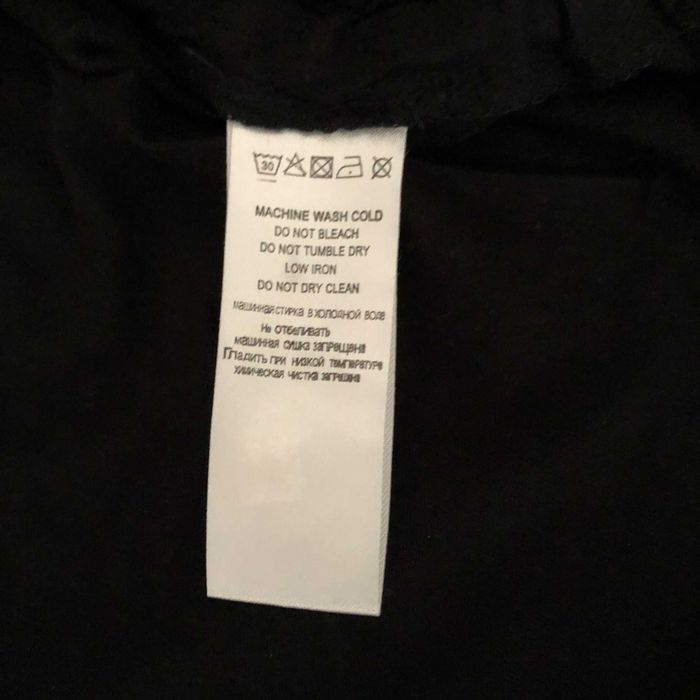 30
MACHINE WASH COLD
DO NOT BLEACH
DO NOT TUMBLE DRY
LOW IRON
DO NOT DRY CLEAN
машинная стирка в холодной воде
Не отбеливать
машинная сушка запрещена
Гладить при низкой температуре
химическая чистка